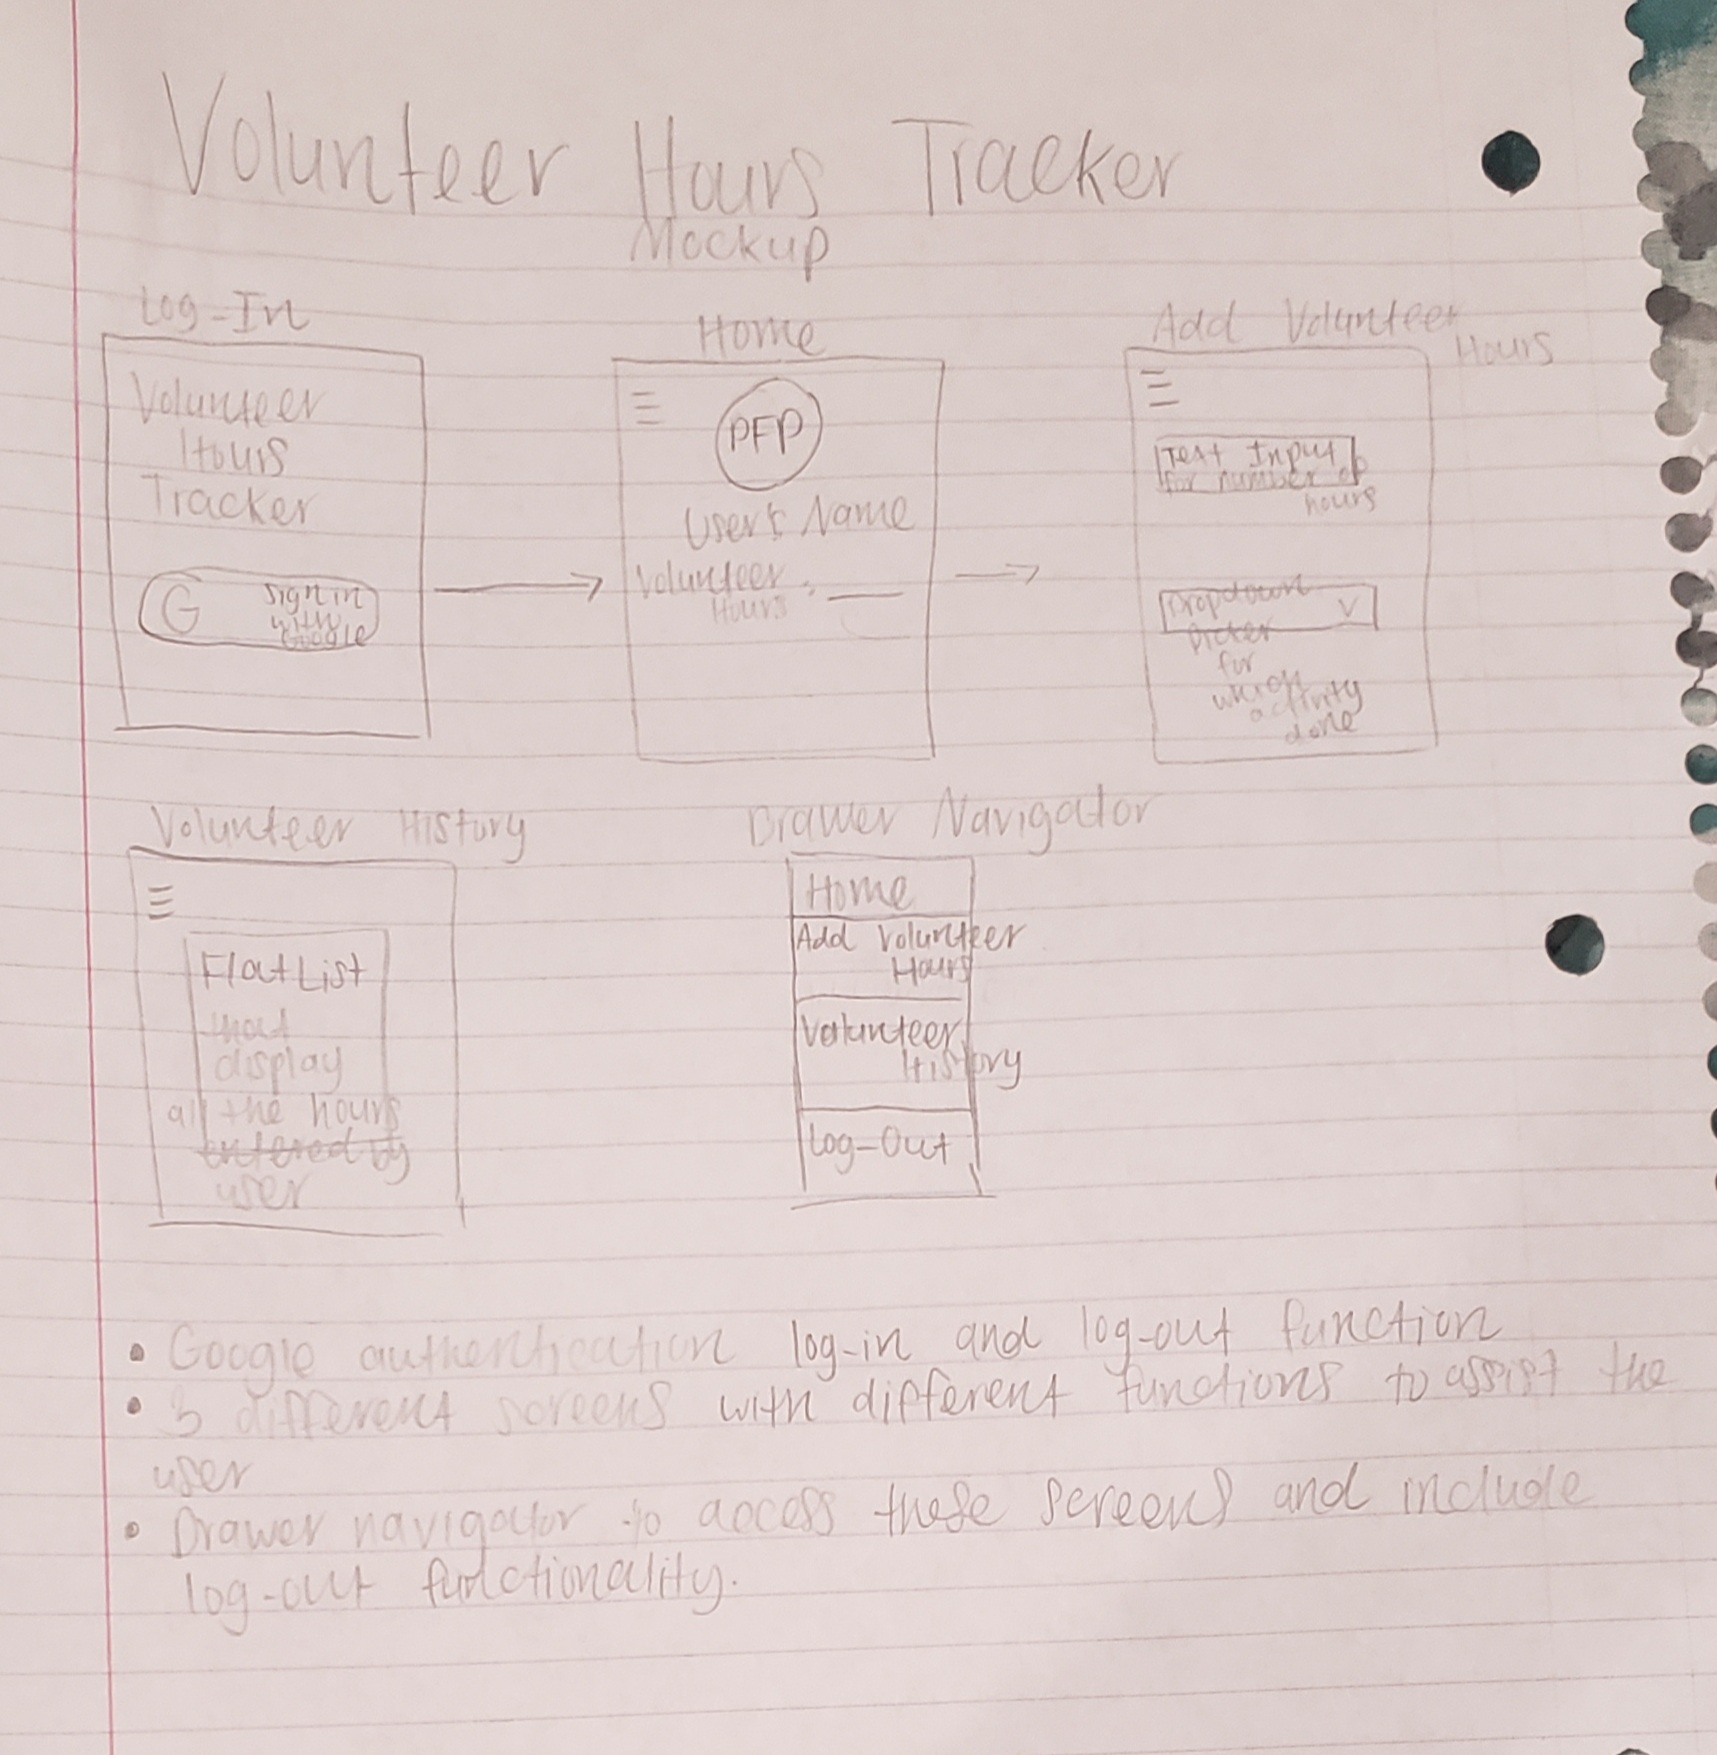 Volunteer Hours Tracker
Mockup
Log-In
Volunteer
Hours
Tracker
G sign in
with
Google
Home
PFP
User's Name
Volunteer : ___
Hours
Add Volunteer
Hours
Text Input
for number of
hours
Dropdown V
Picker
for
which
activity
done
Volunteer History
FlatList
that
display
all the hours
entered by
user
Drawer Navigator
Home
Add Volunteer
Hours
Volunteer
History
Log-Out
• Google authentication log-in and log-out function
• 3 different screens with different functions to assist the
user
• Drawer navigator to access these screens and include
log-out functionality.